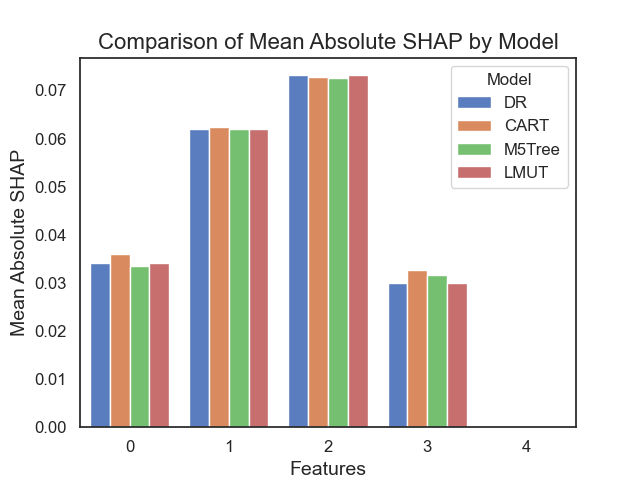 Comparison of Mean Absolute SHAP by Model
Mean Absolute SHAP
0.07
0.06
0.05
0.04
0.03
0.02
0.01
0.00
Model
DR
CART
M5Tree
LMUT
0 1 2 3 4
Features